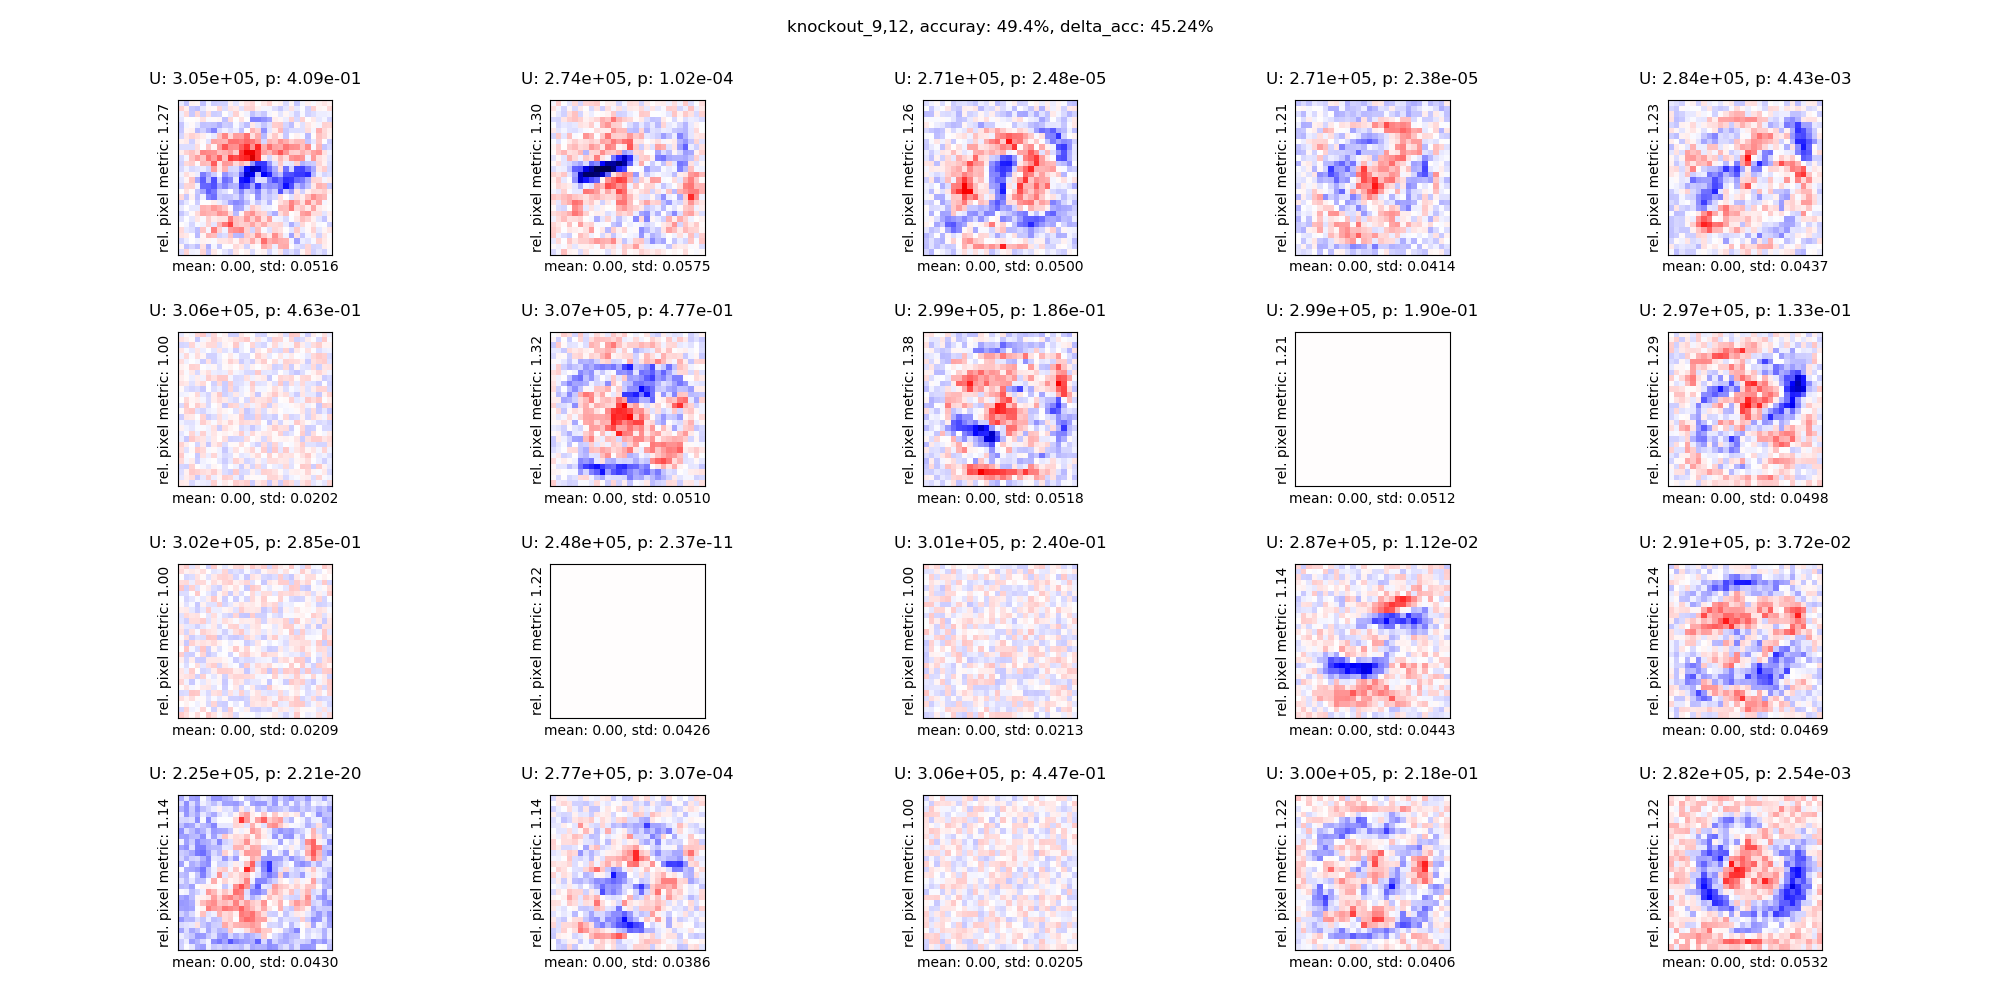 knockout_9,12, accuray: 49.4%, delta_acc: 45.24%
U: 3.05e+05, p: 4.09e-01
rel. pixel metric: 1.27
mean: 0.00, std: 0.0516
U: 2.74e+05, p: 1.02e-04
rel. pixel metric: 1.30
mean: 0.00, std: 0.0575
U: 2.71e+05, p: 2.48e-05
rel. pixel metric: 1.26
mean: 0.00, std: 0.0500
U: 2.71e+05, p: 2.38e-05
rel. pixel metric: 1.21
mean: 0.00, std: 0.0414
U: 2.84e+05, p: 4.43e-03
rel. pixel metric: 1.23
mean: 0.00, std: 0.0437
U: 3.06e+05, p: 4.63e-01
rel. pixel metric: 1.00
mean: 0.00, std: 0.0202
U: 3.07e+05, p: 4.77e-01
rel. pixel metric: 1.32
mean: 0.00, std: 0.0510
U: 2.99e+05, p: 1.86e-01
rel. pixel metric: 1.38
mean: 0.00, std: 0.0518
U: 2.99e+05, p: 1.90e-01
rel. pixel metric: 1.21
mean: 0.00, std: 0.0512
U: 2.97e+05, p: 1.33e-01
rel. pixel metric: 1.29
mean: 0.00, std: 0.0498
U: 3.02e+05, p: 2.85e-01
rel. pixel metric: 1.00
mean: 0.00, std: 0.0209
U: 2.48e+05, p: 2.37e-11
rel. pixel metric: 1.22
mean: 0.00, std: 0.0426
U: 3.01e+05, p: 2.40e-01
rel. pixel metric: 1.00
mean: 0.00, std: 0.0213
U: 2.87e+05, p: 1.12e-02
rel. pixel metric: 1.14
mean: 0.00, std: 0.0443
U: 2.91e+05, p: 3.72e-02
rel. pixel metric: 1.24
mean: 0.00, std: 0.0469
U: 2.25e+05, p: 2.21e-20
rel. pixel metric: 1.14
mean: 0.00, std: 0.0430
U: 2.77e+05, p: 3.07e-04
rel. pixel metric: 1.14
mean: 0.00, std: 0.0386
U: 3.06e+05, p: 4.47e-01
rel. pixel metric: 1.00
mean: 0.00, std: 0.0205
U: 3.00e+05, p: 2.18e-01
rel. pixel metric: 1.22
mean: 0.00, std: 0.0406
U: 2.82e+05, p: 2.54e-03
rel. pixel metric: 1.22
mean: 0.00, std: 0.0532